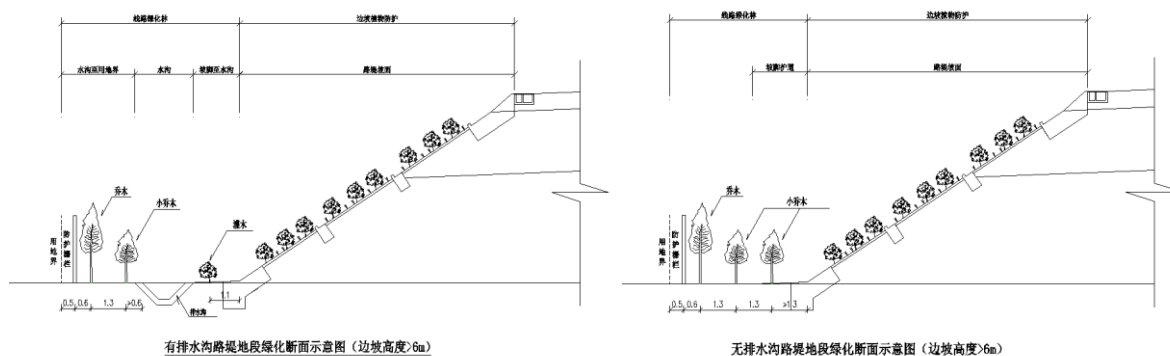 线路绿化林 边坡植物防护
水沟至用地界 水沟 坡脚至水沟 路堤坡面
乔木
小乔木
灌木
用地界
防护栅栏
0.5 0.6 1.3 >0.6
1.1
排水沟
有排水沟路堤地段绿化断面示意图（边坡高度>6m）
线路绿化林 边坡植物防护
坡脚护道 路堤坡面
乔木
小乔木
用地界
防护栅栏
0.5 0.6 1.3 1.3 >1.3
无排水沟路堤地段绿化断面示意图（边坡高度>6m）